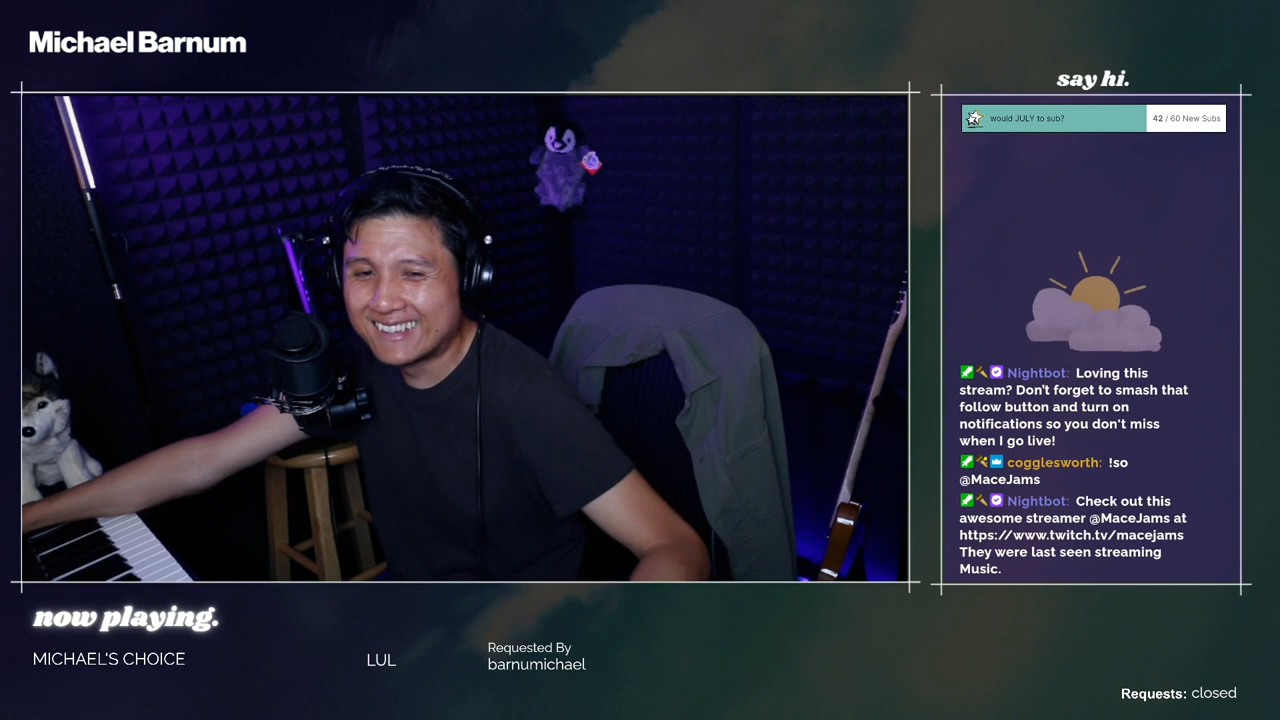 Michael Barnum
say hi.
would JULY to sub?
42 / 60 New Subs
Nightbot: Loving this
stream? Don't forget to smash that
follow button and turn on
notifications so you don't miss
when I go live!
cogglesworth: !so
@MaceJams
Nightbot: Check out this
awesome streamer @MaceJams at
https://www.twitch.tv/macejams
They were last seen streaming
Music.
now playing.
MICHAEL'S CHOICE
LUL
Requested By
barnumichael
Requests: closed